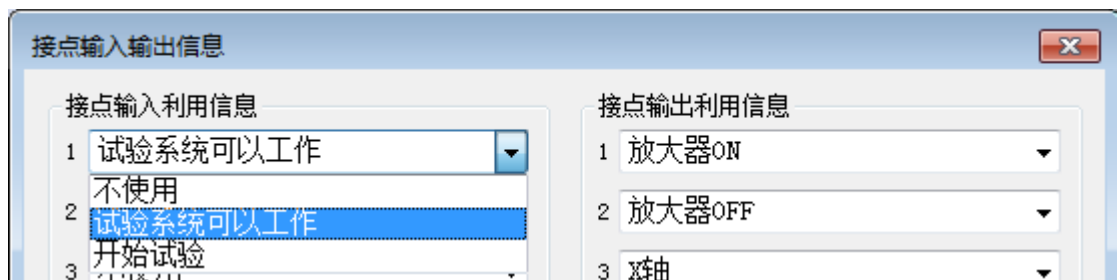 接点输入输出信息
接点输入利用信息
1 试验系统可以工作
不使用
2 试验系统可以工作
开始试验
3
接点输出利用信息
1 放大器ON
2 放大器OFF
3 X轴